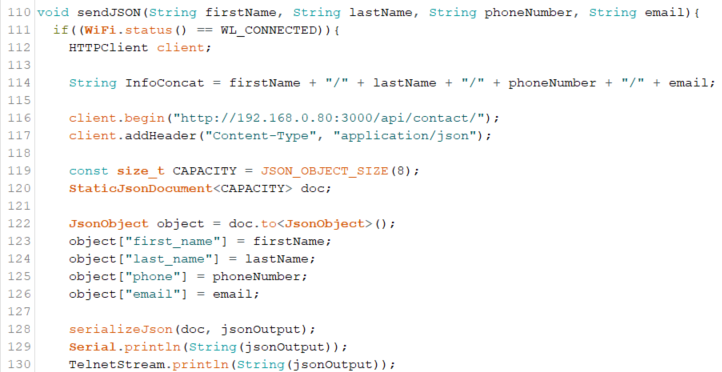 110 void sendJSON(String firstName, String lastName, String phoneNumber, String email){
111   if((WiFi.status() == WL_CONNECTED)){
112     HTTPClient client;
113
114     String InfoConcat = firstName + "/" + lastName + "/" + phoneNumber + "/" + email;
115
116     client.begin("http://192.168.0.80:3000/api/contact/");
117     client.addHeader("Content-Type", "application/json");
118
119     const size_t CAPACITY = JSON_OBJECT_SIZE(8);
120     StaticJsonDocument<CAPACITY> doc;
121
122     JsonObject object = doc.to<JsonObject>();
123     object["first_name"] = firstName;
124     object["last_name"] = lastName;
125     object["phone"] = phoneNumber;
126     object["email"] = email;
127
128     serializeJson(doc, jsonOutput);
129     Serial.println(String(jsonOutput));
130     TelnetStream.println(String(jsonOutput));